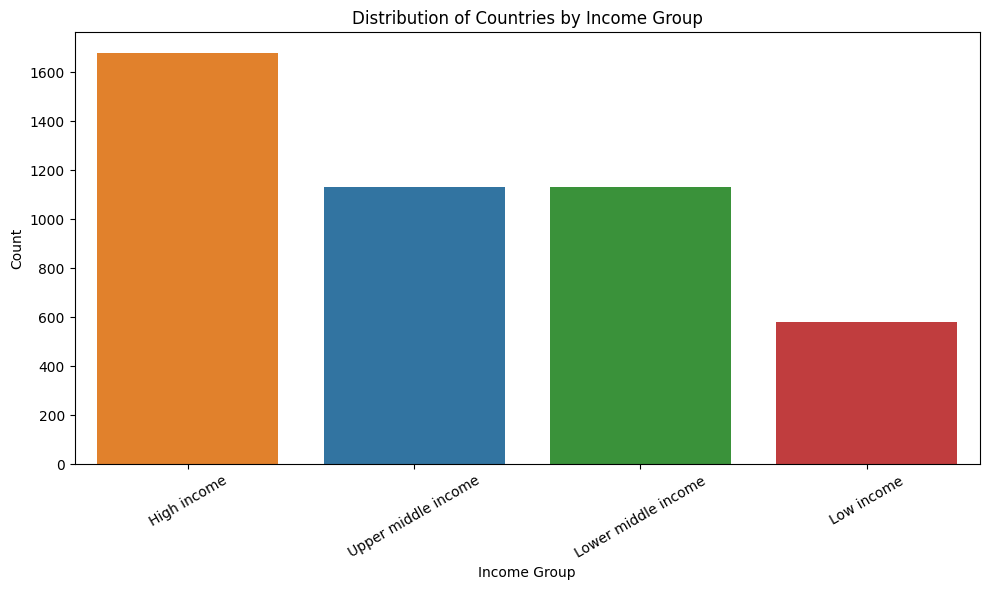 Distribution of Countries by Income Group
Count
1600
1400
1200
1000
800
600
400
200
0
High income
Upper middle income
Lower middle income
Low income
Income Group